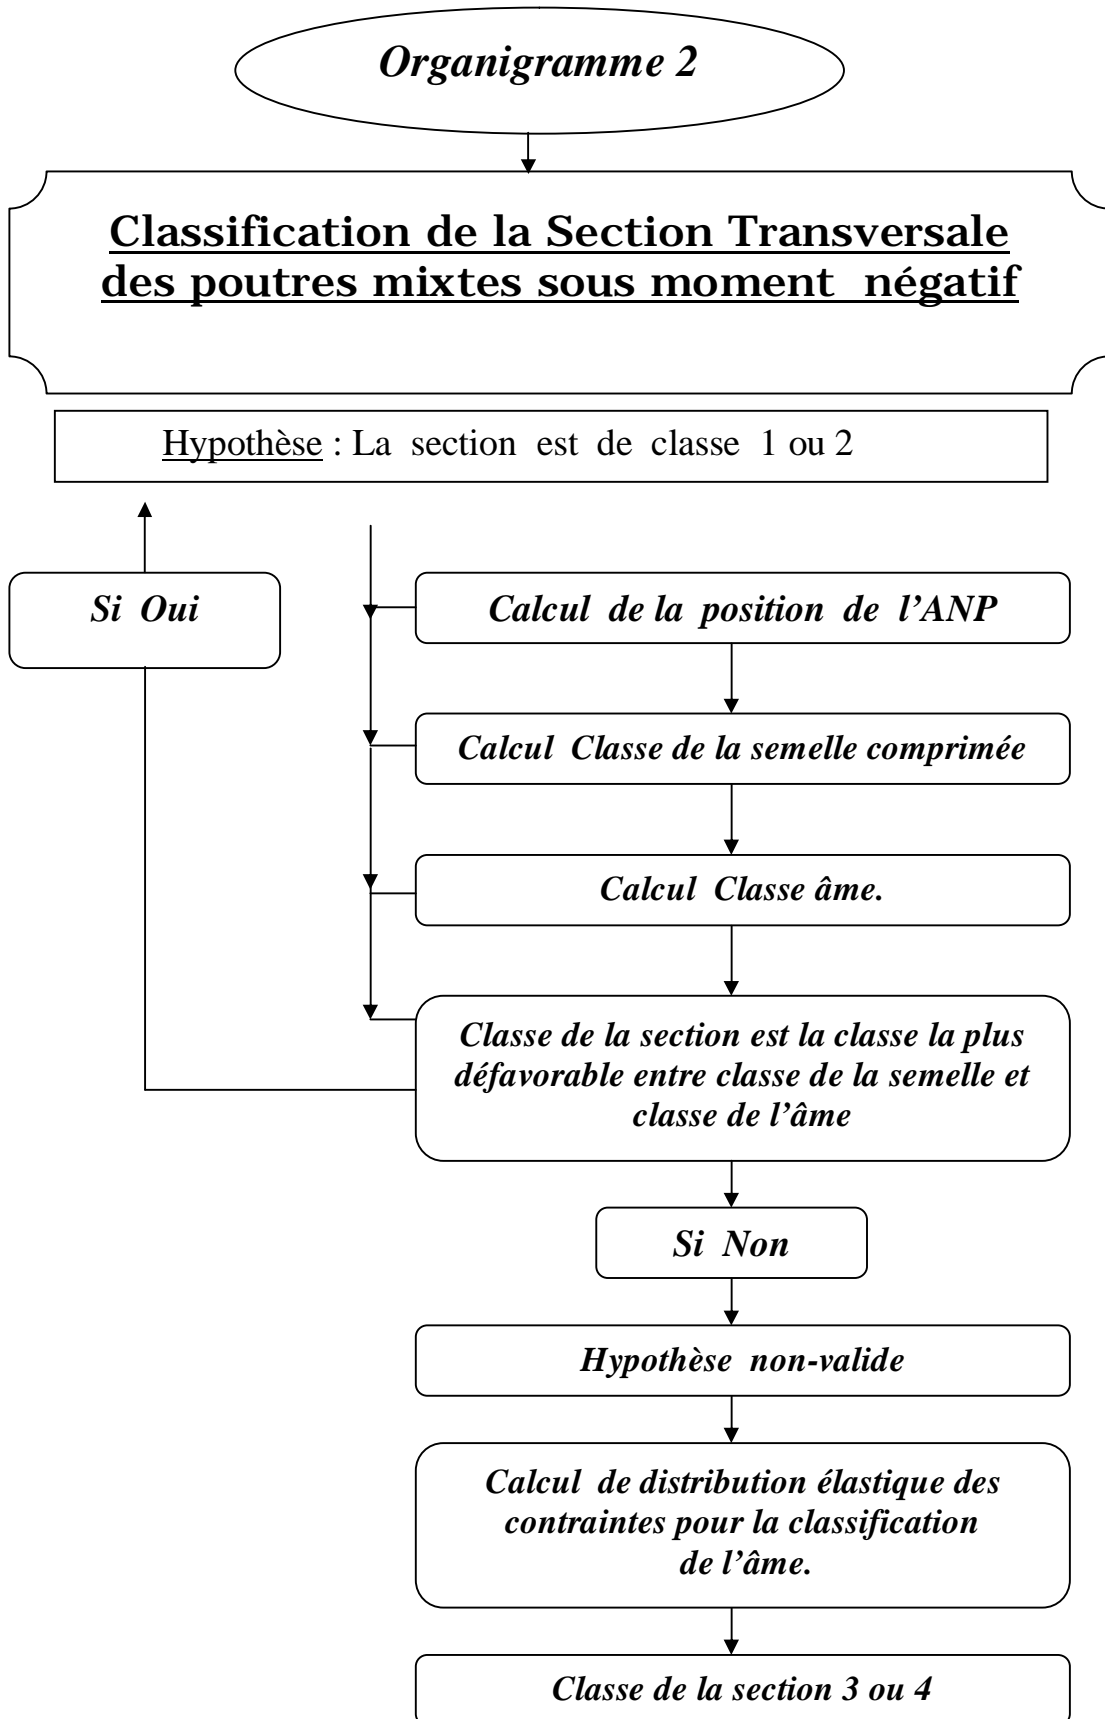 Organigramme 2
Classification de la Section Transversale
des poutres mixtes sous moment négatif
Hypothèse : La section est de classe 1 ou 2
Si Oui
Calcul de la position de l'ANP
Calcul Classe de la semelle comprimée
Calcul Classe âme.
Classe de la section est la classe la plus
défavorable entre classe de la semelle et
classe de l'âme
Si Non
Hypothèse non-valide
Calcul de distribution élastique des
contraintes pour la classification
de l'âme.
Classe de la section 3 ou 4